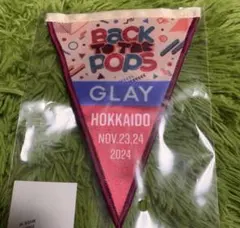 BACK
TO THE
POPS
GLAY
HOKKAIDO
NOV.23,24
2024